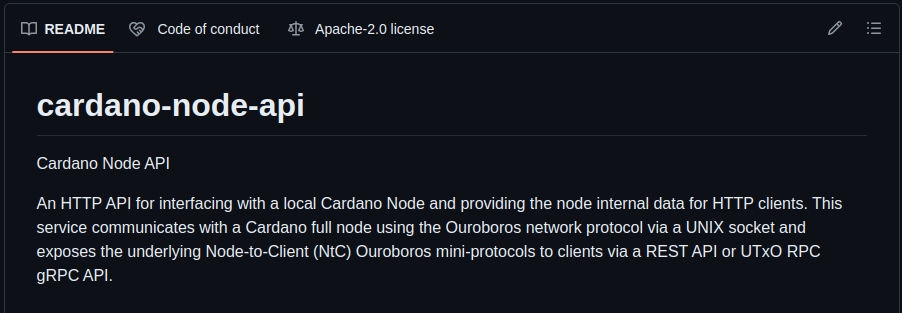 README Code of conduct Apache-2.0 license
cardano-node-api
Cardano Node API
An HTTP API for interfacing with a local Cardano Node and providing the node internal data for HTTP clients. This
service communicates with a Cardano full node using the Ouroboros network protocol via a UNIX socket and
exposes the underlying Node-to-Client (NtC) Ouroboros mini-protocols to clients via a REST API or UTxO RPC
gRPC API.